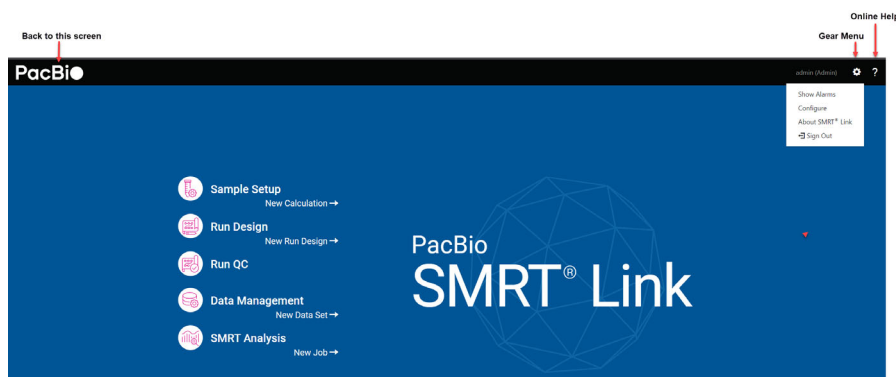 Online Help
Back to this screen
Gear Menu
PacBio
admin (Admin)
?
Show Alarms
Configure
About SMRT® Link
Sign Out
Sample Setup
New Calculation →
Run Design
New Run Design →
Run QC
Data Management
New Data Set →
SMRT Analysis
New Job →
PacBio
SMRT® Link